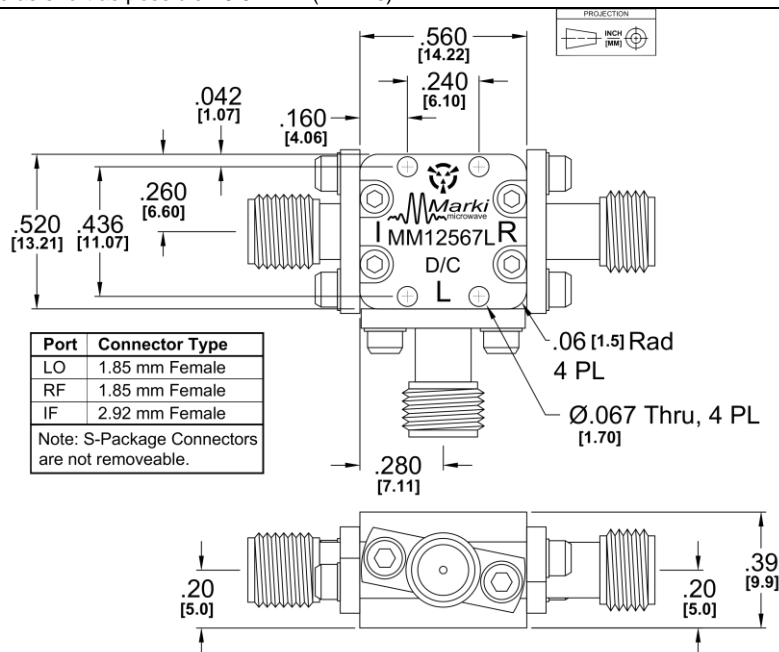 PROJECTION
INCH
[MM]
.560
[14.22]
.240
[6.10]
.042
[1.07]
.160
[4.06]
.260
[6.60]
.520
[13.21]
.436
[11.07]
Marki
microwave
I MM12567L R
D/C
L
.06 [1.5] Rad
4 PL
Ø.067 Thru, 4 PL
[1.70]
.280
[7.11]
Port Connector Type
LO 1.85 mm Female
RF 1.85 mm Female
IF 2.92 mm Female
Note: S-Package Connectors
are not removeable.
.20
[5.0]
.20
[5.0]
.39
[9.9]